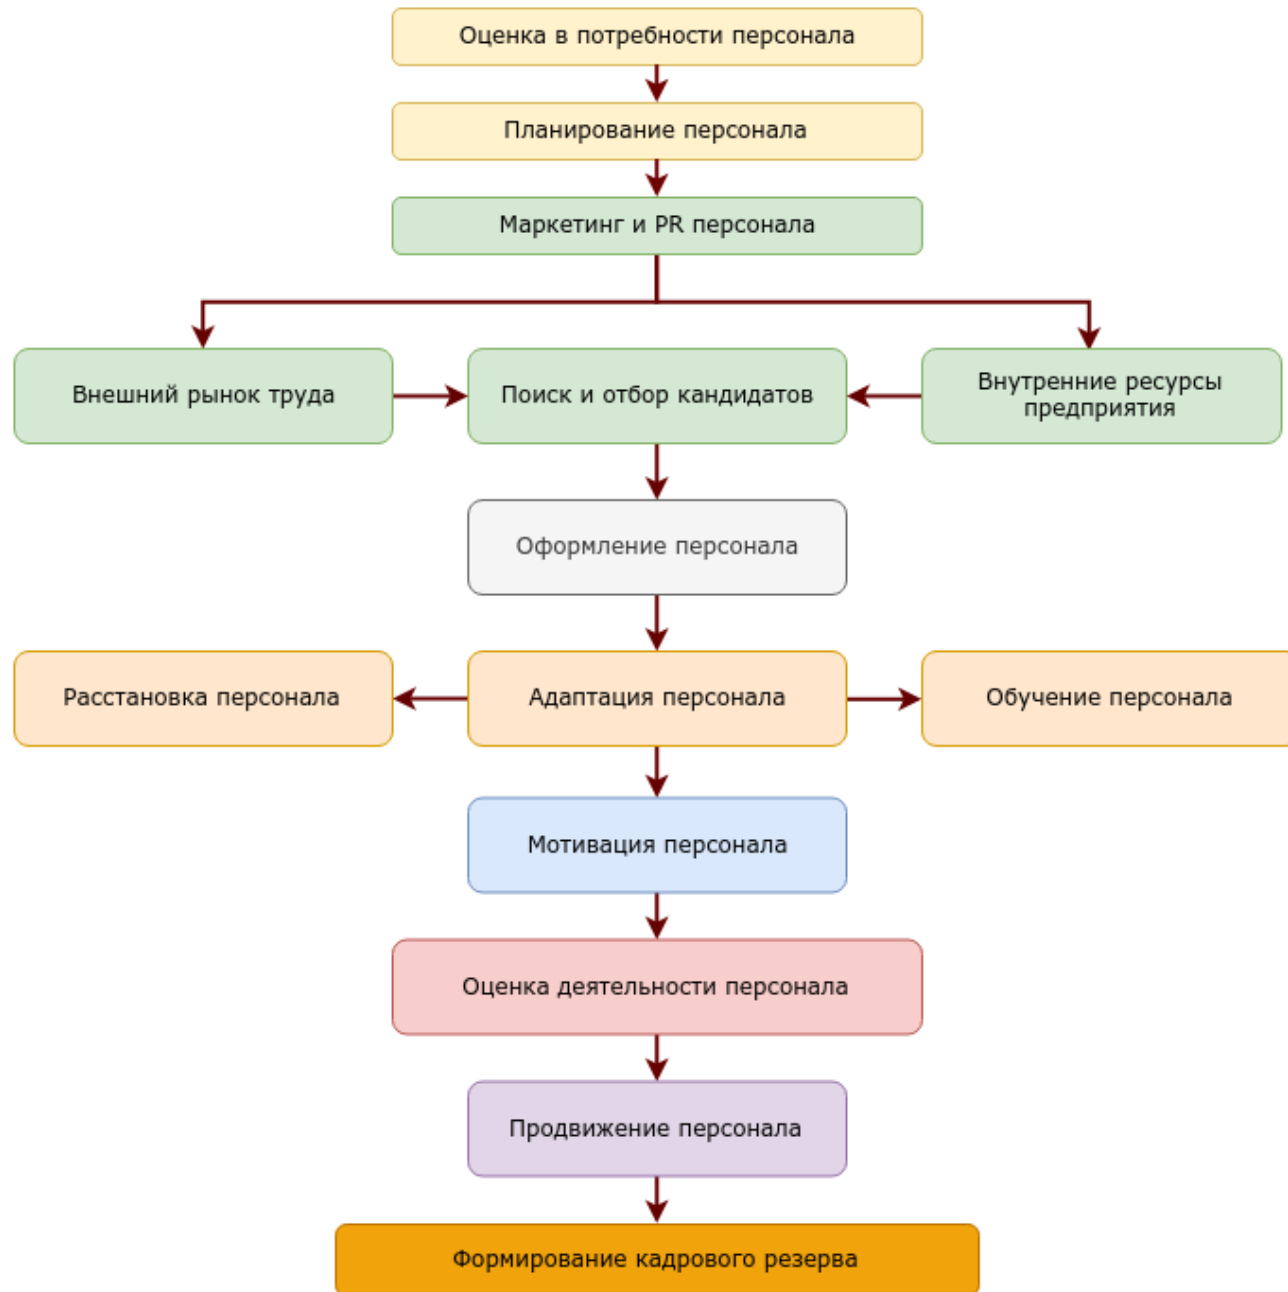 Оценка в потребности персонала
Планирование персонала
Маркетинг и PR персонала
Внешний рынок труда
Поиск и отбор кандидатов
Внутренние ресурсы
предприятия
Оформление персонала
Расстановка персонала
Адаптация персонала
Обучение персонала
Мотивация персонала
Оценка деятельности персонала
Продвижение персонала
Формирование кадрового резерва